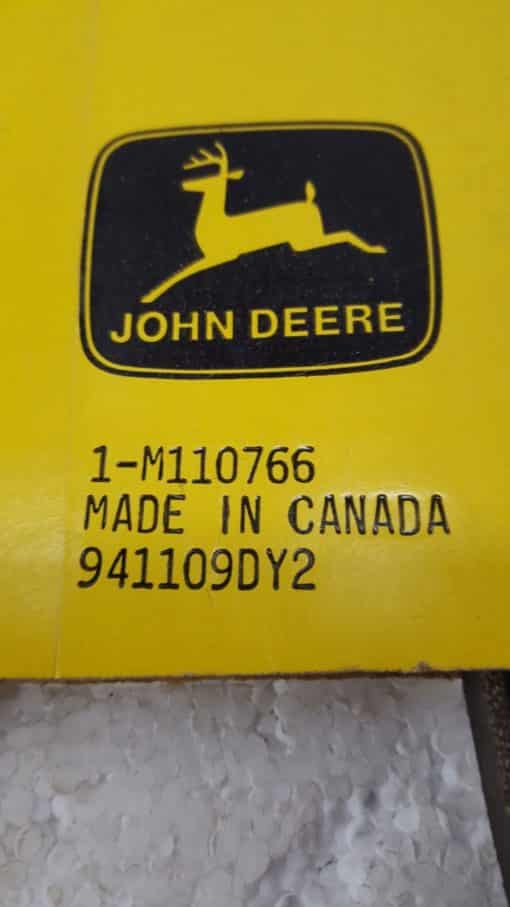 JOHN DEERE
1-M110766
MADE IN CANADA
941109DY2